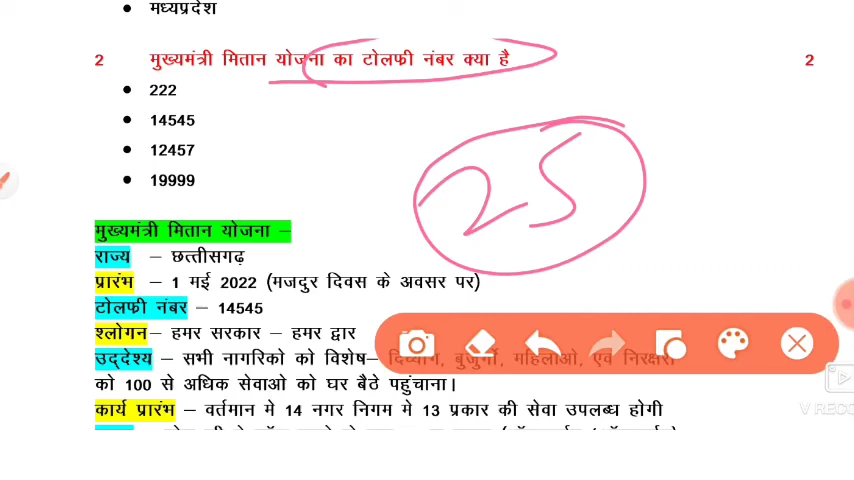 • मध्यप्रदेश
2 मुख्यमंत्री मितान योजना का टोलफ्री नंबर क्या है 2
• 222
• 14545
• 12457
• 19999
25
मुख्यमंत्री मितान योजना –
राज्य – छत्तीसगढ़
प्रारंभ – 1 मई 2022 (मजदुर दिवस के अवसर पर)
टोलफ्री नंबर – 14545
श्लोगन – हमर सरकार – हमर द्वार
उद्देश्य – सभी नागरिको को विशेष– दिव्यांग, बुजुर्गो, महिलाओ, एवं निरक्षरो
को 100 से अधिक सेवाओ को घर बैठे पहुंचाना।
कार्य प्रारंभ – वर्तमान मे 14 नगर निगम मे 13 प्रकार की सेवा उपलब्ध होगी
V RECO